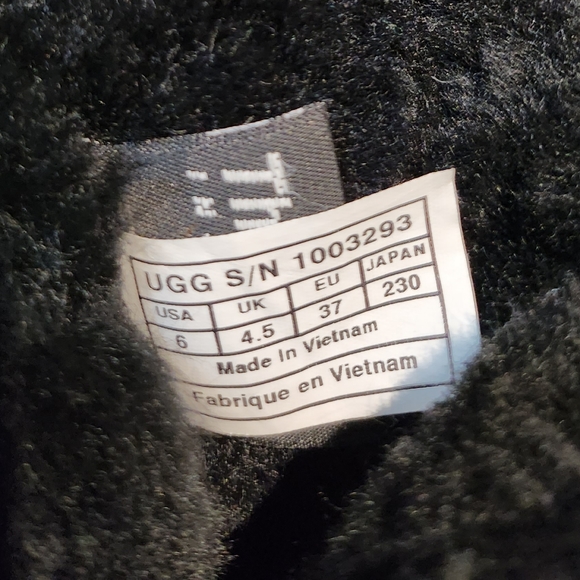 UGG S/N 1003293
USA UK EU JAPAN
6 4.5 37 230
Made In Vietnam
Fabrique en Vietnam